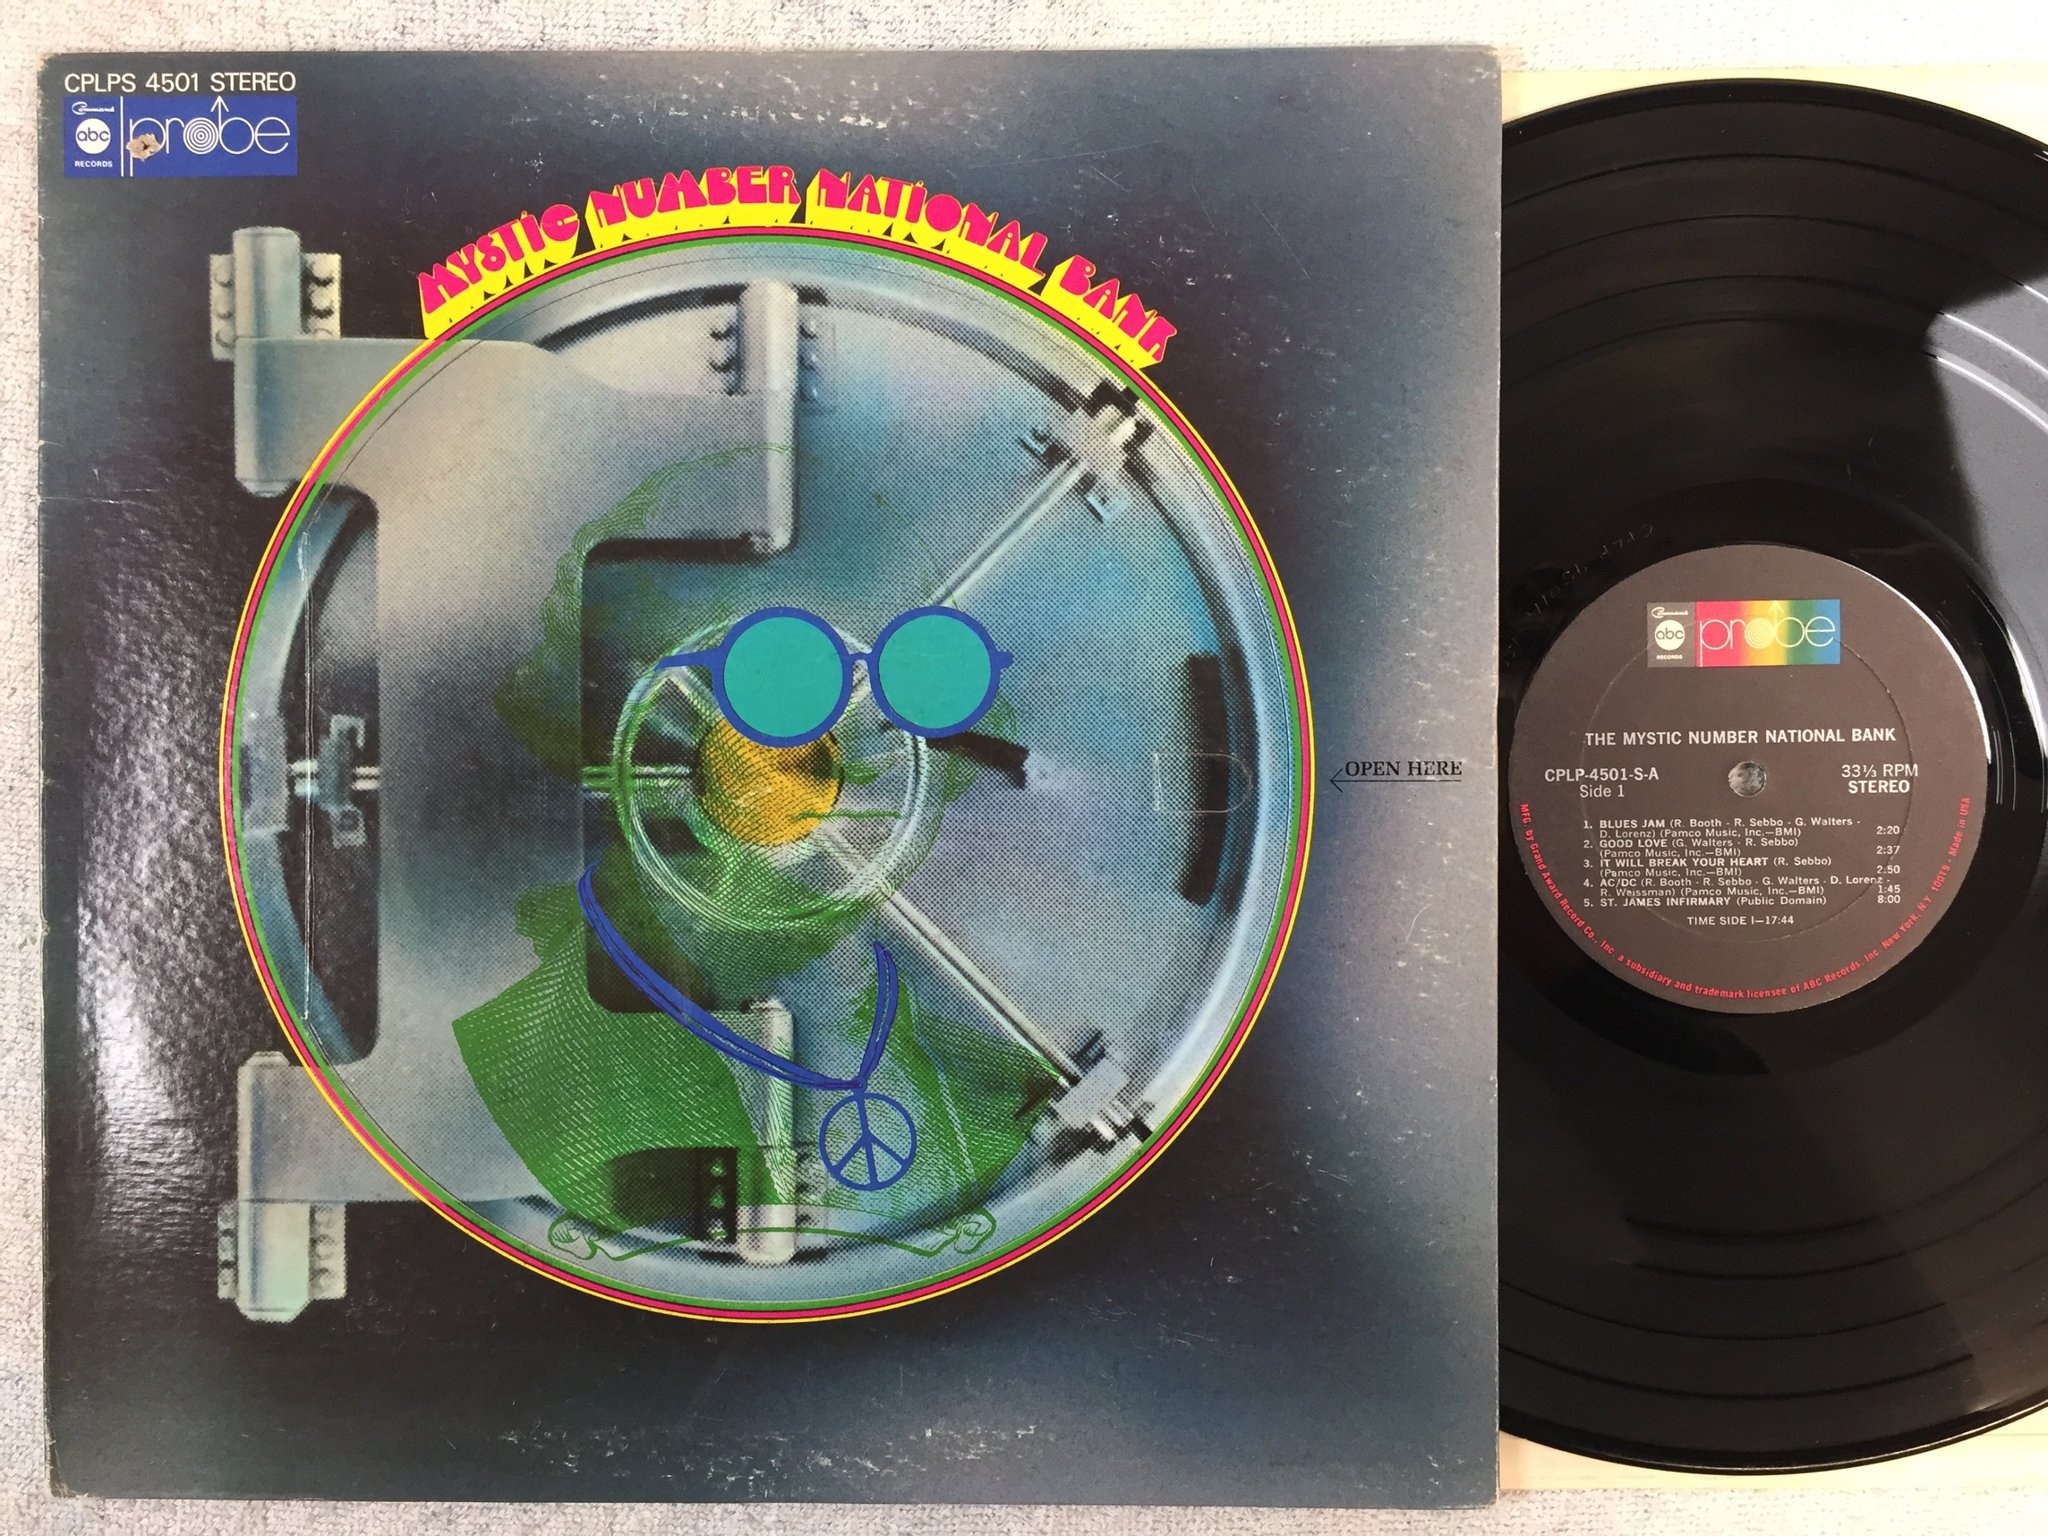 CPLPS 4501 STEREO
Command
abc
RECORDS
probe
MYSTIC NUMBER NATIONAL BANK
OPEN HERE
Command
abc
RECORDS
probe
THE MYSTIC NUMBER NATIONAL BANK
CPLP-4501-S-A
Side 1
33⅓ RPM
STEREO
1. BLUES JAM (R. Booth - R. Sebbo - G. Walters -
D. Lorenz) (Pamco Music, Inc.—BMI) 2:20
2. GOOD LOVE (G. Walters - R. Sebbo)
(Pamco Music, Inc.—BMI) 2:37
3. IT WILL BREAK YOUR HEART (R. Sebbo)
(Pamco Music, Inc.—BMI) 2:50
4. AC/DC (R. Booth - R. Sebbo - G. Walters - D. Lorenz -
R. Weissman) (Pamco Music, Inc.—BMI) 1:45
5. ST. JAMES INFIRMARY (Public Domain) 8:00
TIME SIDE I—17:44
MFG. by Grand Award Record Co., Inc. a subsidiary and trademark licensee of ABC Records, Inc. New York, N.Y. 10019 • Made in USA